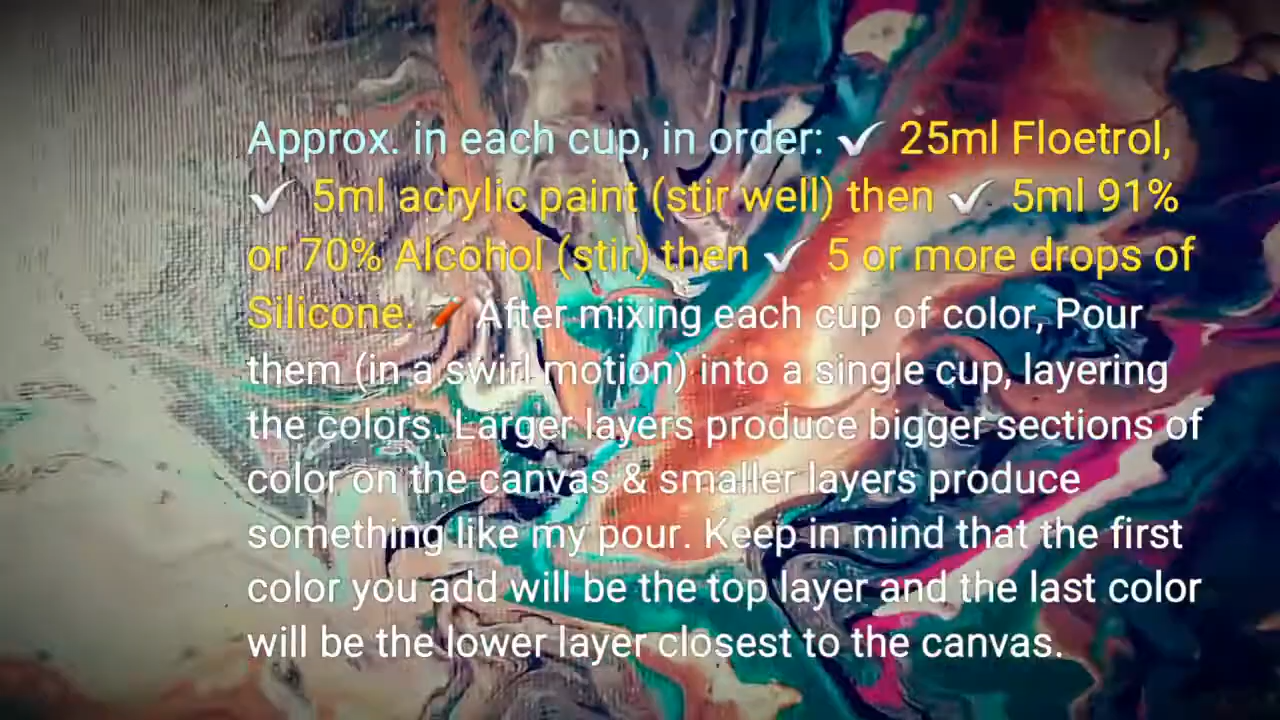 Approx. in each cup, in order: ✔ 25ml Floetrol,
✔ 5ml acrylic paint (stir well) then ✔ 5ml 91%
or 70% Alcohol (stir) then ✔ 5 or more drops of
Silicone. After mixing each cup of color, Pour
them (in a swirl motion) into a single cup, layering
the colors. Larger layers produce bigger sections of
color on the canvas & smaller layers produce
something like my pour. Keep in mind that the first
color you add will be the top layer and the last color
will be the lower layer closest to the canvas.